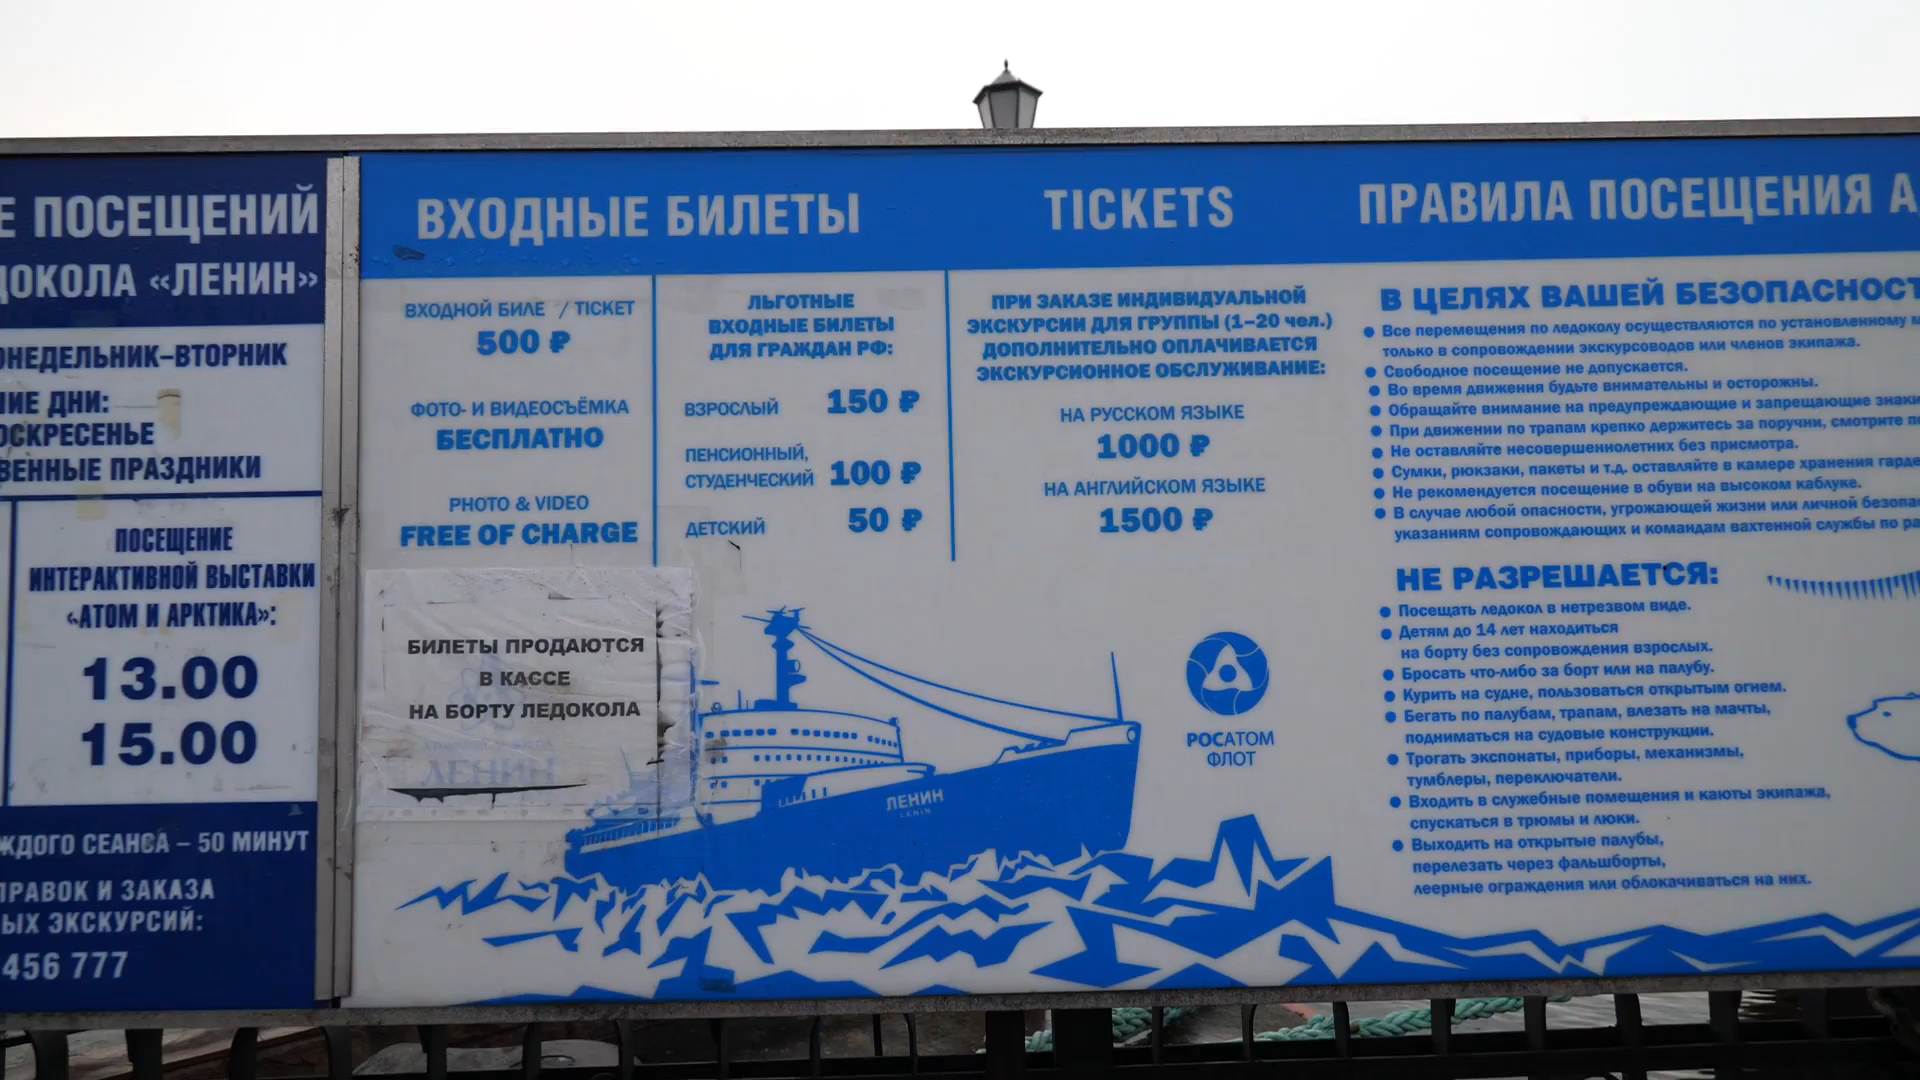 Е ПОСЕЩЕНИЙ
ДОКОЛА «ЛЕНИН»
ОНЕДЕЛЬНИК–ВТОРНИК
НИЕ ДНИ:
ОСКРЕСЕНЬЕ
ВЕННЫЕ ПРАЗДНИКИ
ПОСЕЩЕНИЕ
ИНТЕРАКТИВНОЙ ВЫСТАВКИ
«АТОМ И АРКТИКА»:
13.00
15.00
ЖДОГО СЕАНСА – 50 МИНУТ
ПРАВОК И ЗАКАЗА
ЫХ ЭКСКУРСИЙ:
456 777
ВХОДНЫЕ БИЛЕТЫ
TICKETS
ВХОДНОЙ БИЛЕ / TICKET
500 ₽
ФОТО- И ВИДЕОСЪЁМКА
БЕСПЛАТНО
PHOTO & VIDEO
FREE OF CHARGE
ЛЬГОТНЫЕ
ВХОДНЫЕ БИЛЕТЫ
ДЛЯ ГРАЖДАН РФ:
ВЗРОСЛЫЙ 150 ₽
ПЕНСИОННЫЙ,
СТУДЕНЧЕСКИЙ 100 ₽
ДЕТСКИЙ 50 ₽
ПРИ ЗАКАЗЕ ИНДИВИДУАЛЬНОЙ
ЭКСКУРСИИ ДЛЯ ГРУППЫ (1–20 чел.)
ДОПОЛНИТЕЛЬНО ОПЛАЧИВАЕТСЯ
ЭКСКУРСИОННОЕ ОБСЛУЖИВАНИЕ:
НА РУССКОМ ЯЗЫКЕ
1000 ₽
НА АНГЛИЙСКОМ ЯЗЫКЕ
1500 ₽
БИЛЕТЫ ПРОДАЮТСЯ
В КАССЕ
НА БОРТУ ЛЕДОКОЛА
ЛЕНИН
ЛЕНИН
LENIN
РОСАТОМ
ФЛОТ
ПРАВИЛА ПОСЕЩЕНИЯ А
В ЦЕЛЯХ ВАШЕЙ БЕЗОПАСНОСТ
● Все перемещения по ледоколу осуществляются по установленному м
только в сопровождении экскурсоводов или членов экипажа.
● Свободное посещение не допускается.
● Во время движения будьте внимательны и осторожны.
● Обращайте внимание на предупреждающие и запрещающие знаки
● При движении по трапам крепко держитесь за поручни, смотрите по
● Не оставляйте несовершеннолетних без присмотра.
● Сумки, рюкзаки, пакеты и т.д. оставляйте в камере хранения гарде
● Не рекомендуется посещение в обуви на высоком каблуке.
● В случае любой опасности, угрожающей жизни или личной безопас
указаниям сопровождающих и командам вахтенной службы по ра
НЕ РАЗРЕШАЕТСЯ:
● Посещать ледокол в нетрезвом виде.
● Детям до 14 лет находиться
на борту без сопровождения взрослых.
● Бросать что-либо за борт или на палубу.
● Курить на судне, пользоваться открытым огнем.
● Бегать по палубам, трапам, влезать на мачты,
подниматься на судовые конструкции.
● Трогать экспонаты, приборы, механизмы,
тумблеры, переключатели.
● Входить в служебные помещения и каюты экипажа,
спускаться в трюмы и люки.
● Выходить на открытые палубы,
перелезать через фальшборты,
леерные ограждения или облокачиваться на них.